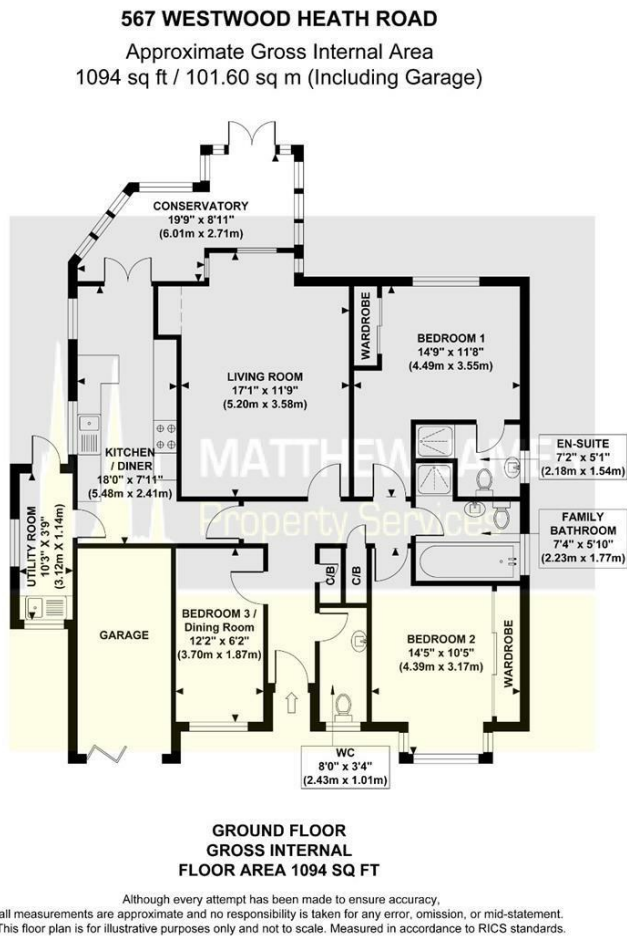 567 WESTWOOD HEATH ROAD
Approximate Gross Internal Area
1094 sq ft / 101.60 sq m (Including Garage)
CONSERVATORY
19'9" x 8'11"
(6.01m x 2.71m)
WARDROBE
BEDROOM 1
14'9" x 11'8"
(4.49m x 3.55m)
LIVING ROOM
17'1" x 11'9"
(5.20m x 3.58m)
KITCHEN
/ DINER
18'0" x 7'11"
(5.48m x 2.41m)
EN-SUITE
7'2" x 5'1"
(2.18m x 1.54m)
MATTHEW JAMES
Property Services
UTILITY ROOM
10'3" x 3'9"
(3.12m x 1.14m)
FAMILY
BATHROOM
7'4" x 5'10"
(2.23m x 1.77m)
C/B
C/B
GARAGE
BEDROOM 3 /
Dining Room
12'2" x 6'2"
(3.70m x 1.87m)
BEDROOM 2
14'5" x 10'5"
(4.39m x 3.17m)
WARDROBE
WC
8'0" x 3'4"
(2.43m x 1.01m)
GROUND FLOOR
GROSS INTERNAL
FLOOR AREA 1094 SQ FT
Although every attempt has been made to ensure accuracy,
all measurements are approximate and no responsibility is taken for any error, omission, or mid-statement.
This floor plan is for illustrative purposes only and not to scale. Measured in accordance to RICS standards.